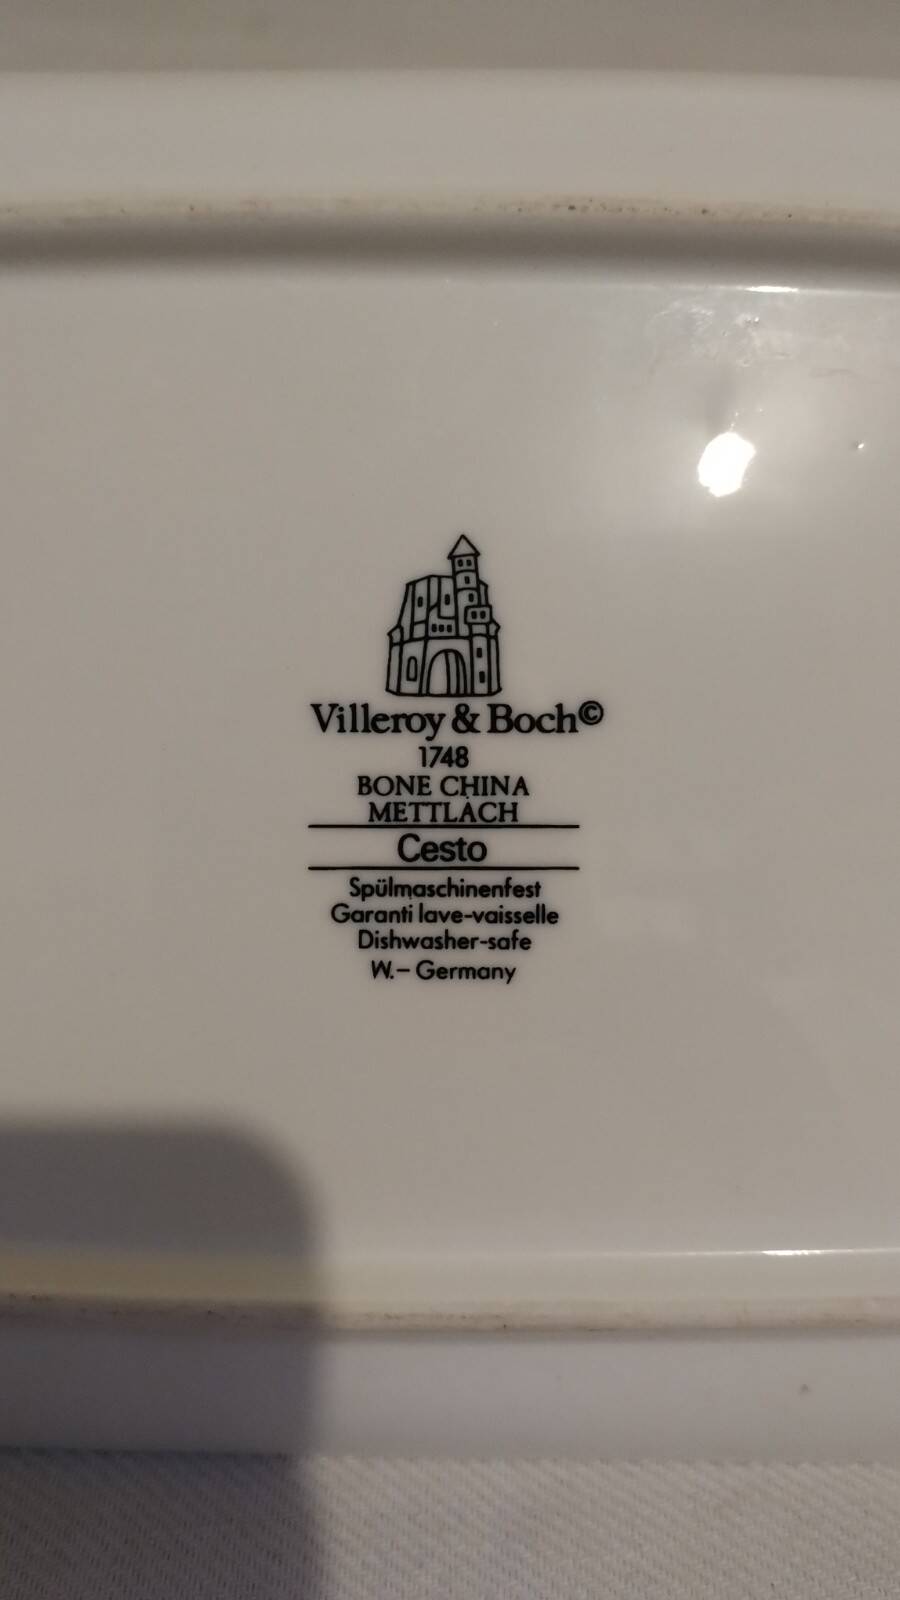 Villeroy & Boch©
1748
BONE CHINA
METTLACH
Cesto
Spülmaschinenfest
Garanti lave-vaisselle
Dishwasher-safe
W.– Germany